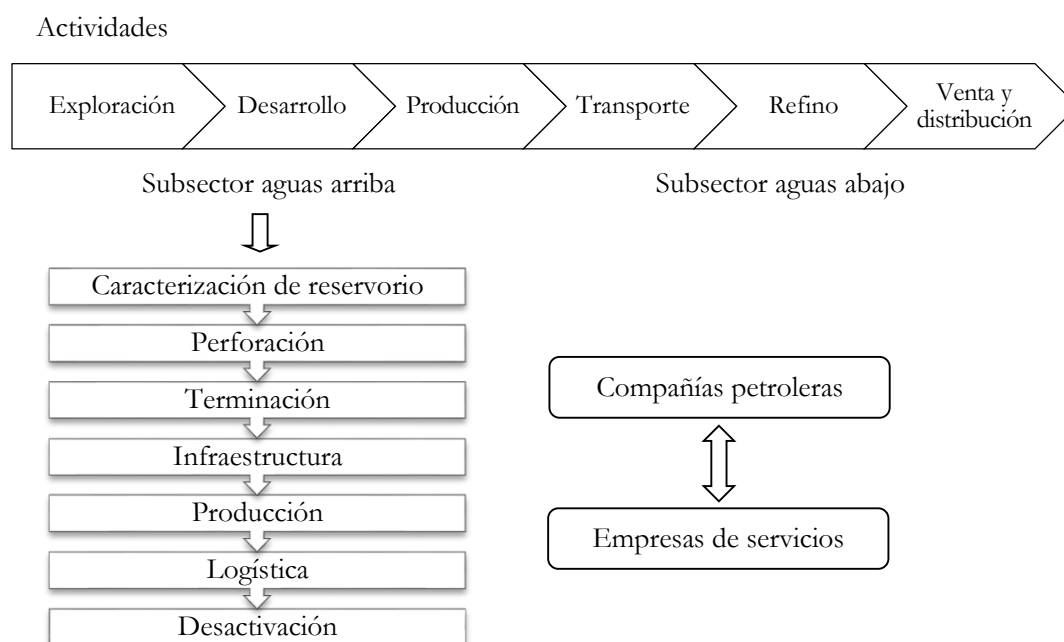 Actividades
Exploración
Desarrollo
Producción
Transporte
Refino
Venta y
distribución
Subsector aguas arriba
Subsector aguas abajo
Caracterización de reservorio
Perforación
Terminación
Infraestructura
Producción
Logística
Desactivación
Compañías petroleras
Empresas de servicios